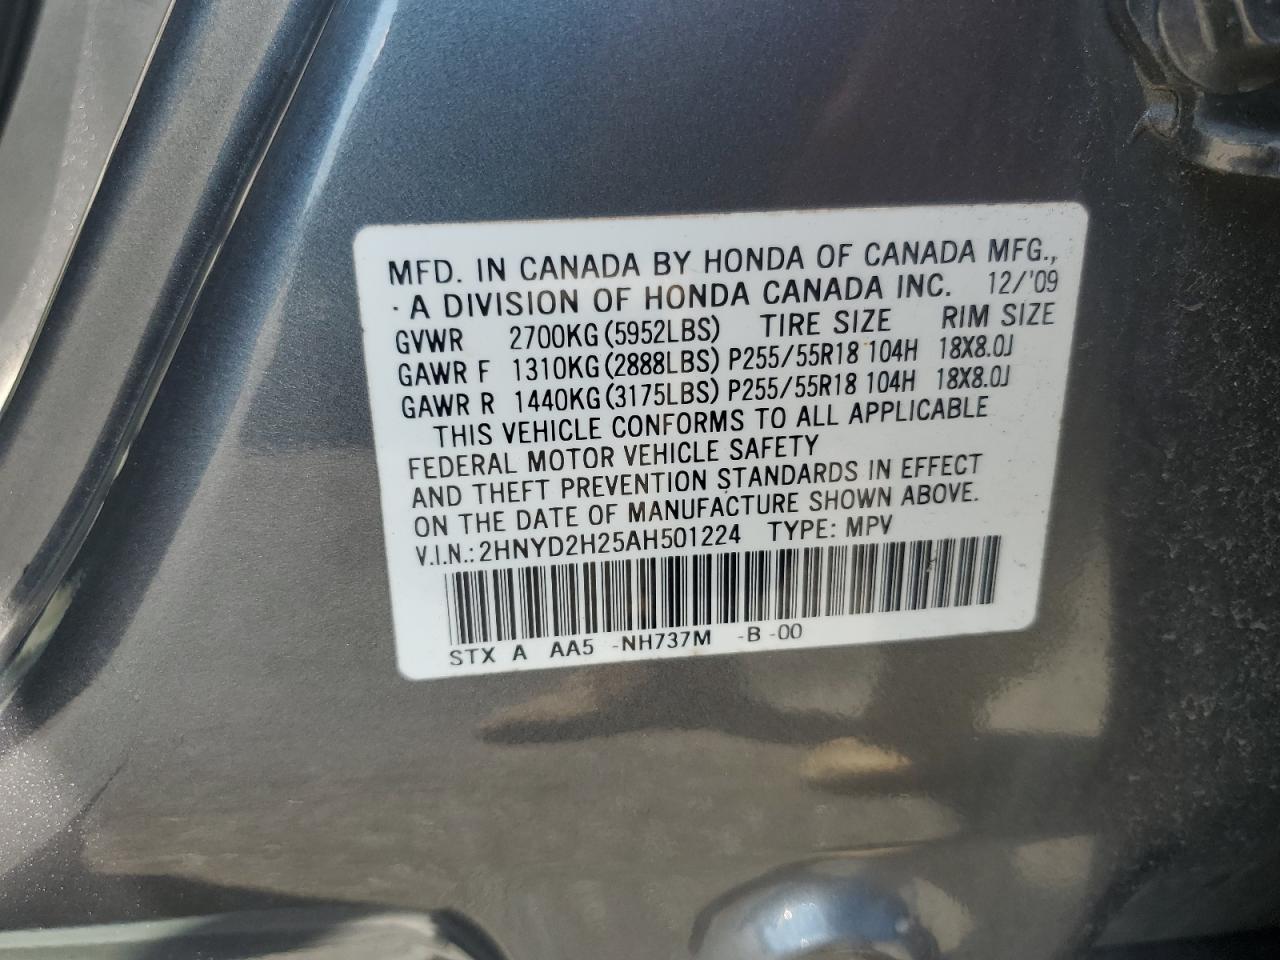 MFD. IN CANADA BY HONDA OF CANADA MFG.,
A DIVISION OF HONDA CANADA INC. 12/'09
GVWR 2700KG (5952LBS) TIRE SIZE RIM SIZE
GAWR F 1310KG (2888LBS) P255/55R18 104H 18X8.0J
GAWR R 1440KG (3175LBS) P255/55R18 104H 18X8.0J
THIS VEHICLE CONFORMS TO ALL APPLICABLE
FEDERAL MOTOR VEHICLE SAFETY
AND THEFT PREVENTION STANDARDS IN EFFECT
ON THE DATE OF MANUFACTURE SHOWN ABOVE.
V.I.N.: 2HNYD2H25AH501224 TYPE: MPV
STX A AA5 -NH737M -B -00